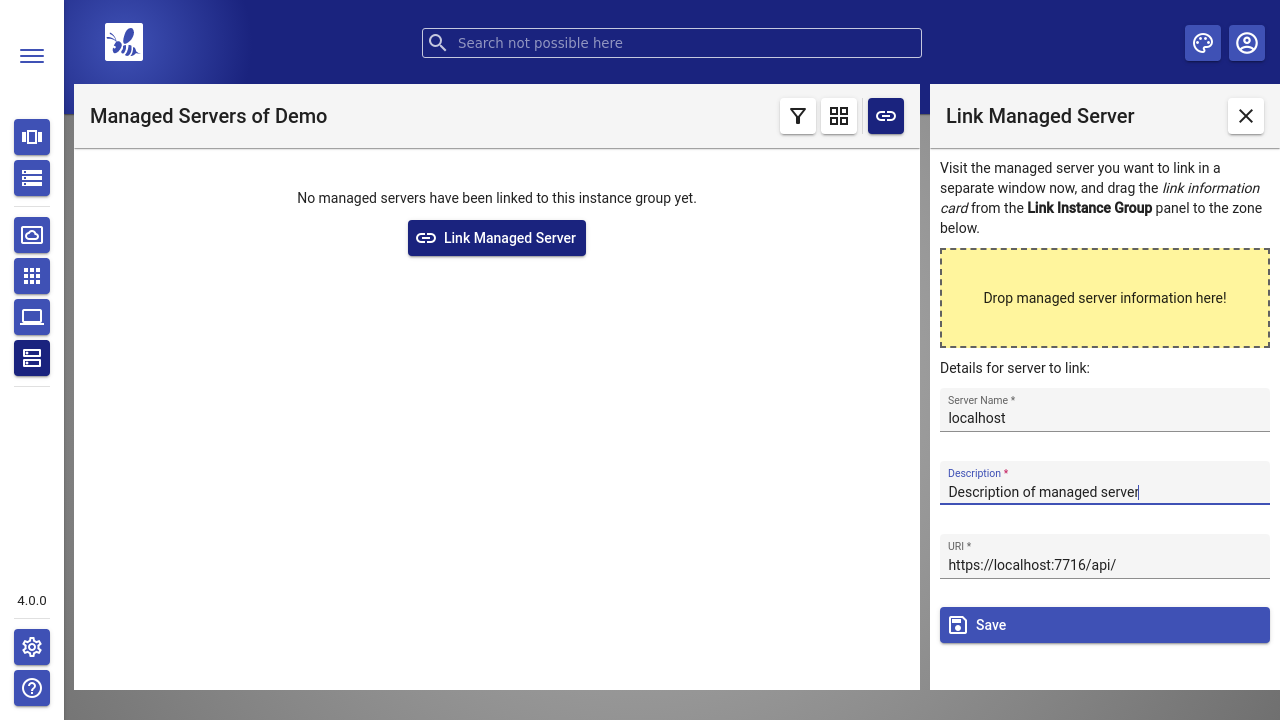 Search not possible here
Managed Servers of Demo
Link Managed Server
No managed servers have been linked to this instance group yet.
Link Managed Server
Visit the managed server you want to link in a
separate window now, and drag the link information
card from the Link Instance Group panel to the zone
below.
Drop managed server information here!
Details for server to link:
Server Name *
localhost
Description *
Description of managed server
URI *
https://localhost:7716/api/
Save
4.0.0